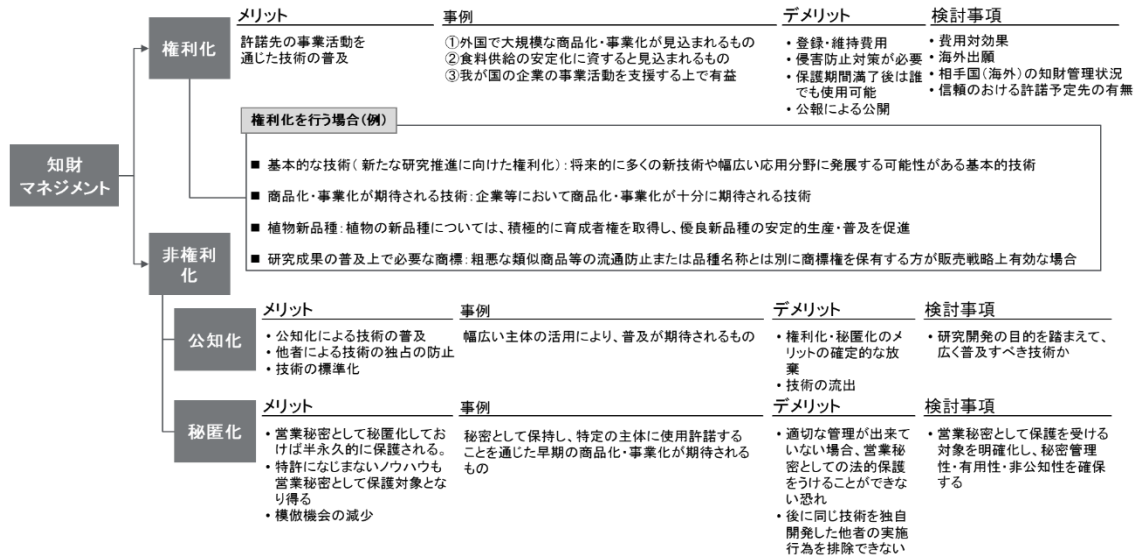 知財
マネジメント
権利化
メリット
許諾先の事業活動を
通じた技術の普及
事例
①外国で大規模な商品化・事業化が見込まれるもの
②食料供給の安定化に資すると見込まれるもの
③我が国の企業の事業活動を支援する上で有益
デメリット
・登録・維持費用
・侵害防止対策が必要
・保護期間満了後は誰
でも使用可能
・公報による公開
検討事項
・費用対効果
・海外出願
・相手国(海外)の知財管理状況
・信頼のおける許諾予定先の有無
権利化を行う場合(例)
■ 基本的な技術( 新たな研究推進に向けた権利化):将来的に多くの新技術や幅広い応用分野に発展する可能性がある基本的技術
■ 商品化・事業化が期待される技術:企業等において商品化・事業化が十分に期待される技術
■ 植物新品種:植物の新品種については、積極的に育成者権を取得し、優良新品種の安定的生産・普及を促進
■ 研究成果の普及上で必要な商標:粗悪な類似商品等の流通防止または品種名称とは別に商標権を保有する方が販売戦略上有効な場合
非権利
化
公知化
メリット
・公知化による技術の普及
・他者による技術の独占の防止
・技術の標準化
事例
幅広い主体の活用により、普及が期待されるもの
デメリット
・権利化・秘匿化のメ
リットの確定的な放
棄
・技術の流出
検討事項
・研究開発の目的を踏まえて、
広く普及すべき技術か
秘匿化
メリット
・営業秘密として秘匿化してお
けば半永久的に保護される。
・特許になじまないノウハウも
営業秘密として保護対象とな
り得る
・模倣機会の減少
事例
秘密として保持し、特定の主体に使用許諾する
ことを通じた早期の商品化・事業化が期待される
もの
デメリット
・適切な管理が出来て
いない場合、営業秘
密としての法的保護
をうけることができな
い恐れ
・後に同じ技術を独自
開発した他者の実施
行為を排除できない
検討事項
・営業秘密として保護を受ける
対象を明確化し、秘密管理
性・有用性・非公知性を確保
する